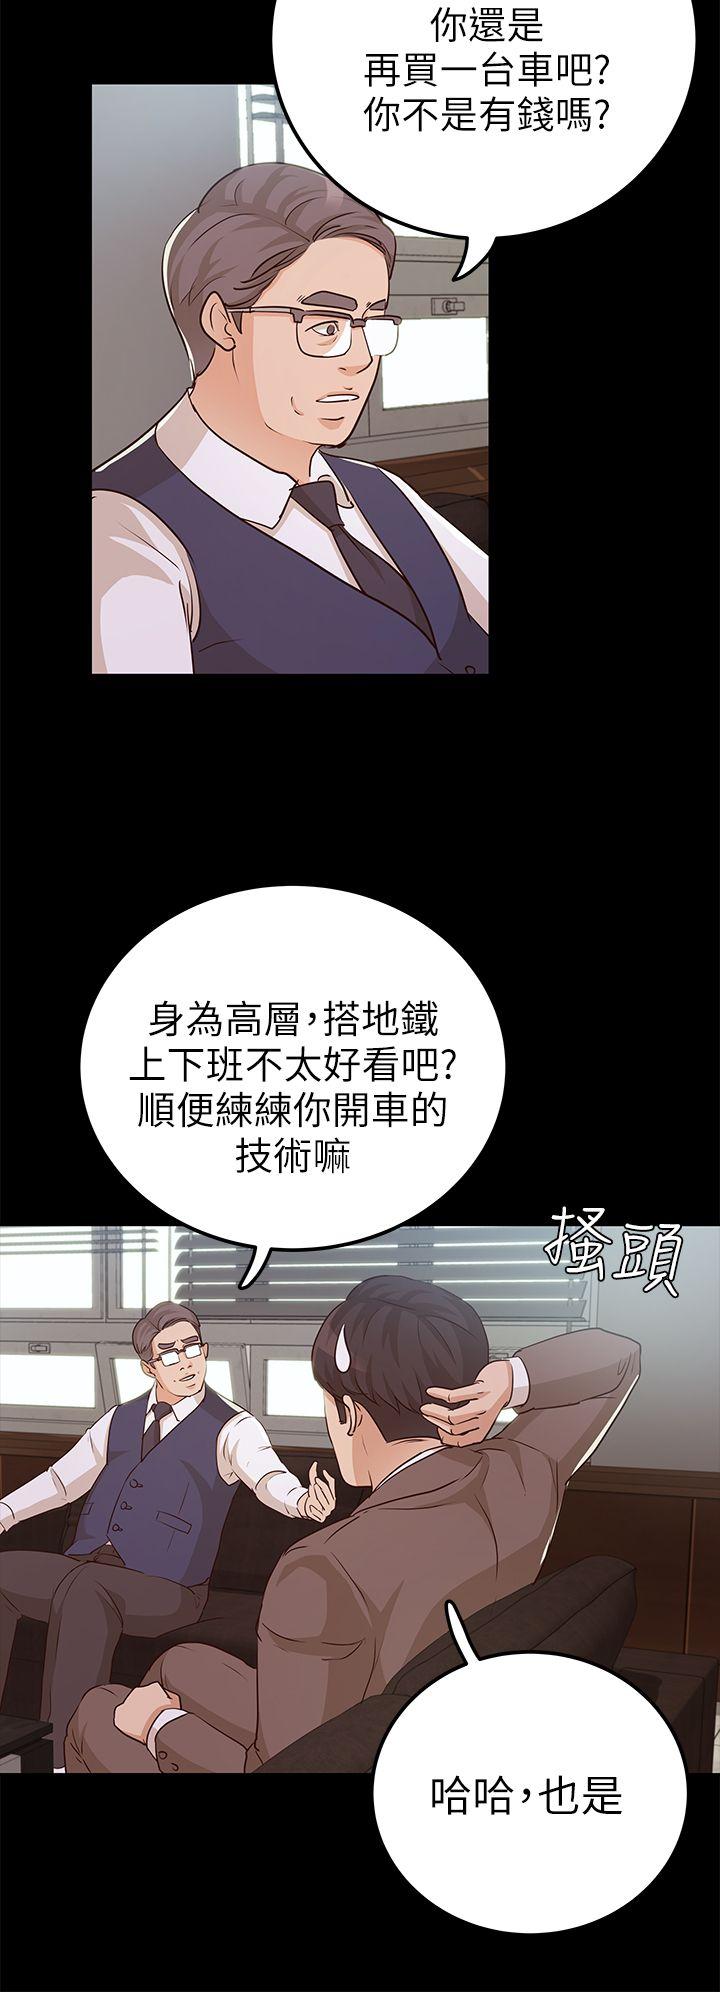 你還是
再買一台車吧?
你不是有錢嗎?
身為高層,搭地鐵
上下班不太好看吧?
順便練練你開車的
技術嘛
搔頭
哈哈,也是